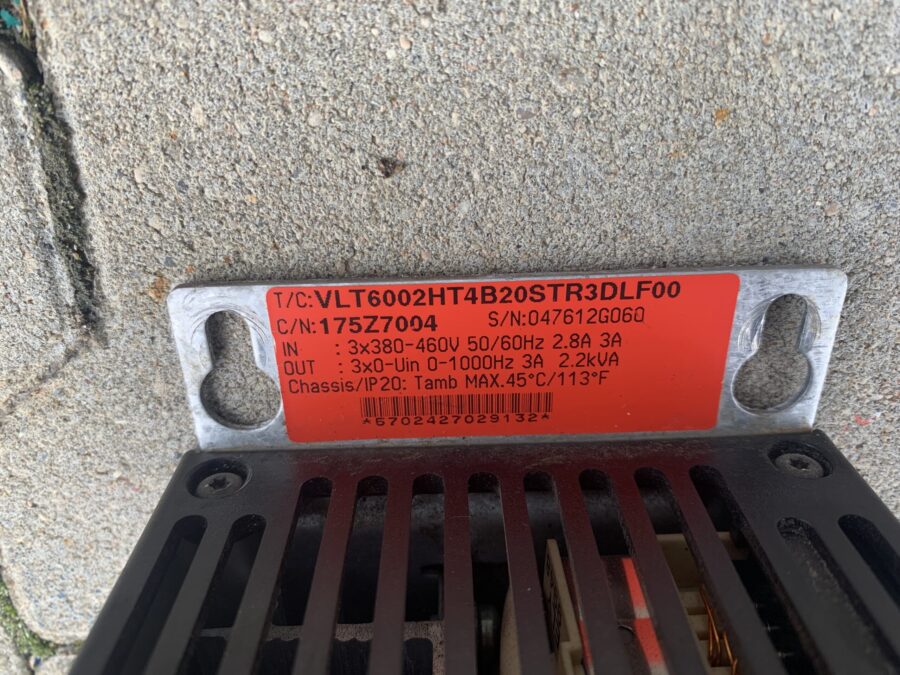 T/C:VLT6002HT4B20STR3DLF00
C/N:175Z7004 S/N:047612G060
IN : 3x380-460V 50/60Hz 2.8A 3A
OUT : 3x0-Uin 0-1000Hz 3A 2.2kVA
Chassis/IP20: Tamb MAX.45°C/113°F
*5702427029132*